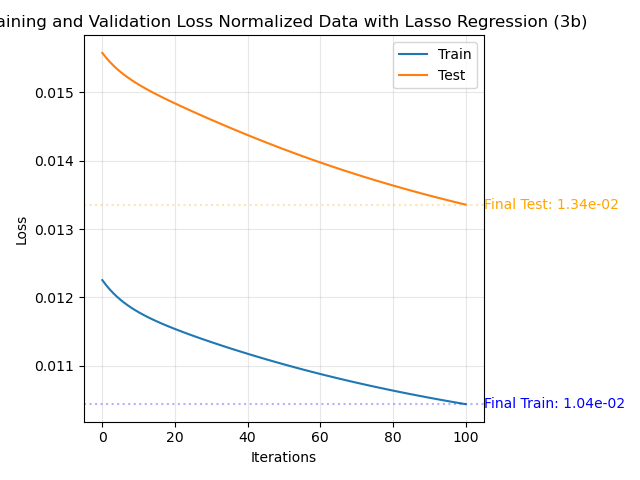 aining and Validation Loss Normalized Data with Lasso Regression (3b)
Train
Test
0.015
0.014
0.013
0.012
0.011
Loss
Final Test: 1.34e-02
Final Train: 1.04e-02
0 20 40 60 80 100
Iterations